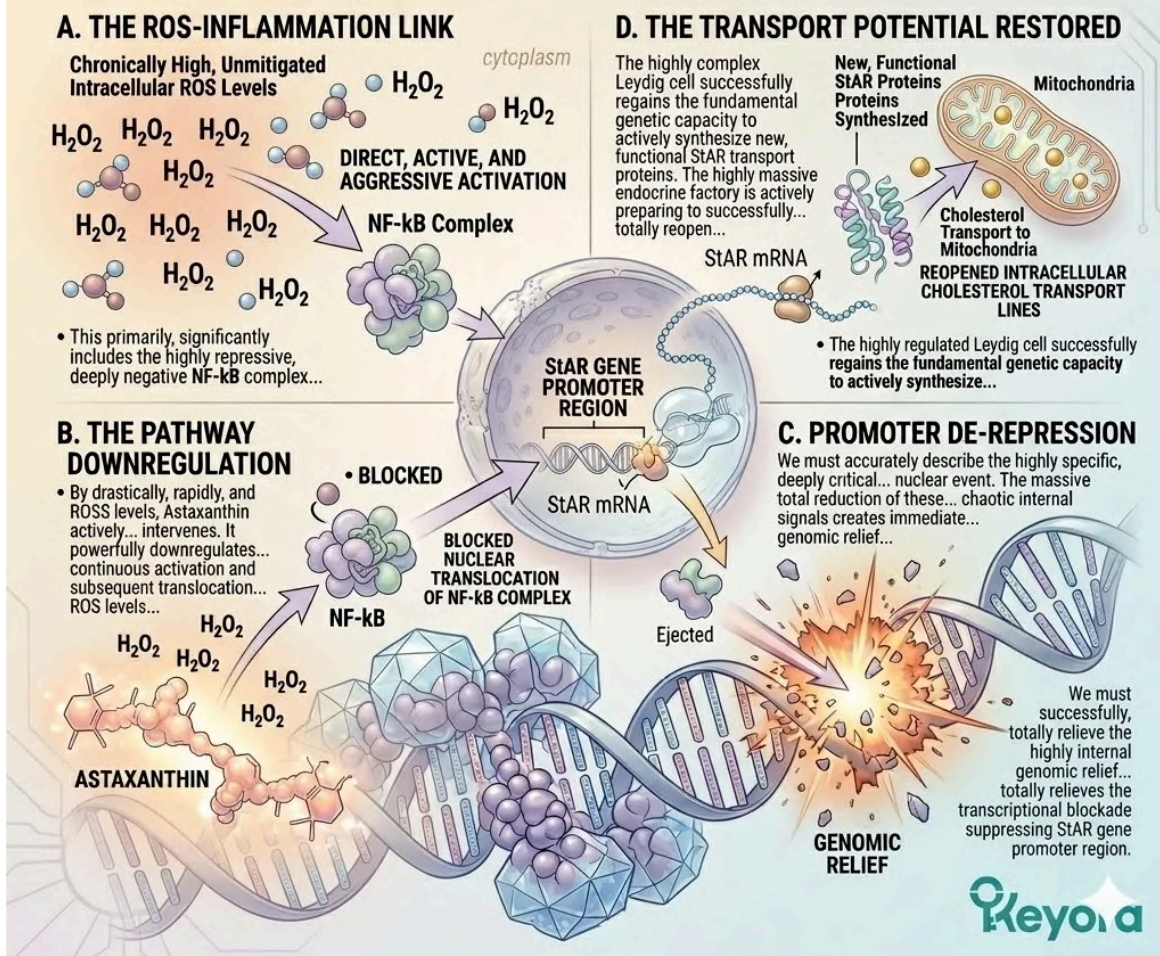 A. THE ROS-INFLAMMATION LINK
cytoplasm
Chronically High, Unmitigated
Intracellular ROS Levels
H₂O₂
H₂O₂
H₂O₂ H₂O₂ H₂O₂
H₂O₂
DIRECT, ACTIVE, AND
AGGRESSIVE ACTIVATION
H₂O₂ H₂O₂ H₂O₂
NF-kB Complex
H₂O₂
H₂O₂
• This primarily, significantly
includes the highly repressive,
deeply negative NF-kB complex...
D. THE TRANSPORT POTENTIAL RESTORED
The highly complex
Leydig cell successfully
regains the fundamental
genetic capacity to
actively synthesize new,
functional StAR transport
proteins. The highly massive
endocrine factory is actively
preparing to successfully...
totally reopen...
New, Functional
StAR Proteins
Proteins
SynthesIzed
Mitochondria
Cholesterol
Transport to
Mitochondria
StAR mRNA
REOPENED INTRACELLULAR
CHOLESTEROL TRANSPORT
LINES
• The highly regulated Leydig cell successfully
regains the fundamental genetic capacity
to actively synthesize...
StAR GENE
PROMOTER
REGION
StAR mRNA
B. THE PATHWAY
DOWNREGULATION
• By drastically, rapidly, and
ROSS levels, Astaxanthin
actively... intervenes. It
powerfully downregulates...
continuous activation and
subsequent translocation...
ROS levels...
• BLOCKED
BLOCKED
NUCLEAR
TRANSLOCATION
OF NF-kB COMPLEX
NF-kB
H₂O₂
H₂O₂
H₂O₂
H₂O₂
H₂O₂
ASTAXANTHIN
C. PROMOTER DE-REPRESSION
We must accurately describe the highly specific,
deeply critical... nuclear event. The massive
total reduction of these... chaotic internal
signals creates immediate...
genomic relief...
Ejected
We must
successfully,
totally relieve the
highly internal
genomic relief...
totally relieves the
transcriptional blockade
suppressing StAR gene
promoter region.
GENOMIC
RELIEF
Keyora